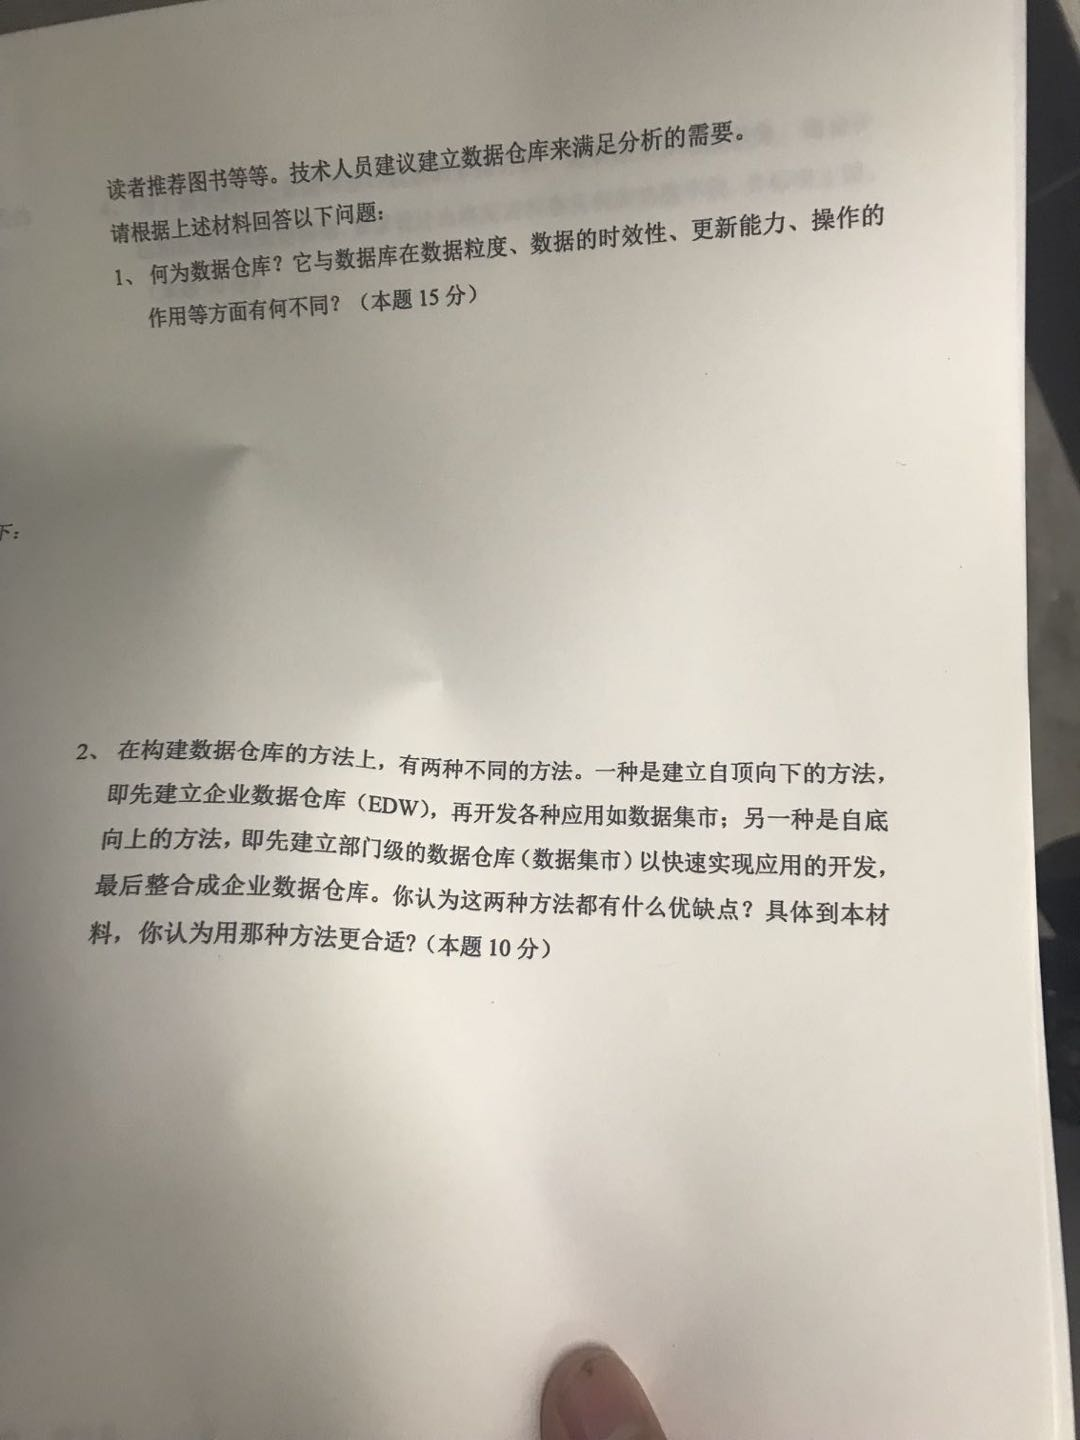 读者推荐图书等等。技术人员建议建立数据仓库来满足分析的需要。
请根据上述材料回答以下问题：
1、何为数据仓库？它与数据库在数据粒度、数据的时效性、更新能力、操作的
作用等方面有何不同？（本题 15 分）
下：
2、在构建数据仓库的方法上，有两种不同的方法。一种是建立自顶向下的方法，
即先建立企业数据仓库（EDW），再开发各种应用如数据集市；另一种是自底
向上的方法，即先建立部门级的数据仓库（数据集市）以快速实现应用的开发，
最后整合成企业数据仓库。你认为这两种方法都有什么优缺点？具体到本材
料，你认为用那种方法更合适?（本题 10 分）